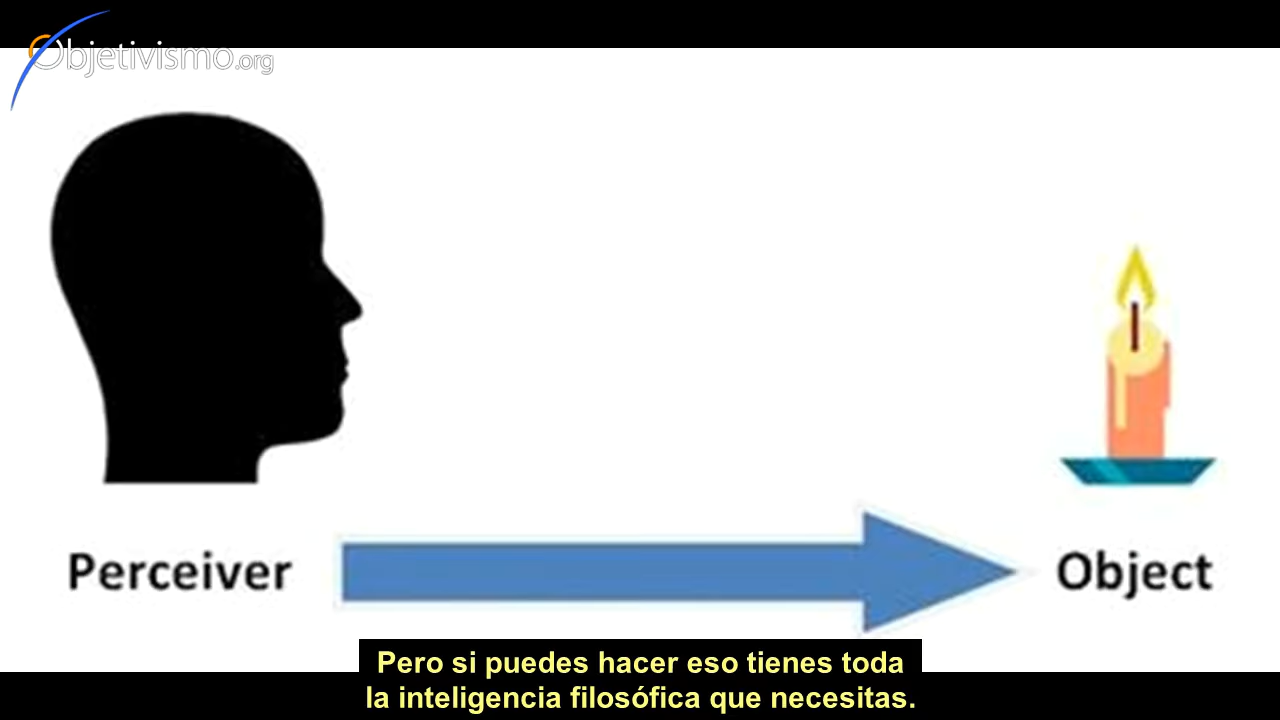 Objetivismo.org
Perceiver
Object
Pero si puedes hacer eso tienes toda
la inteligencia filosófica que necesitas.